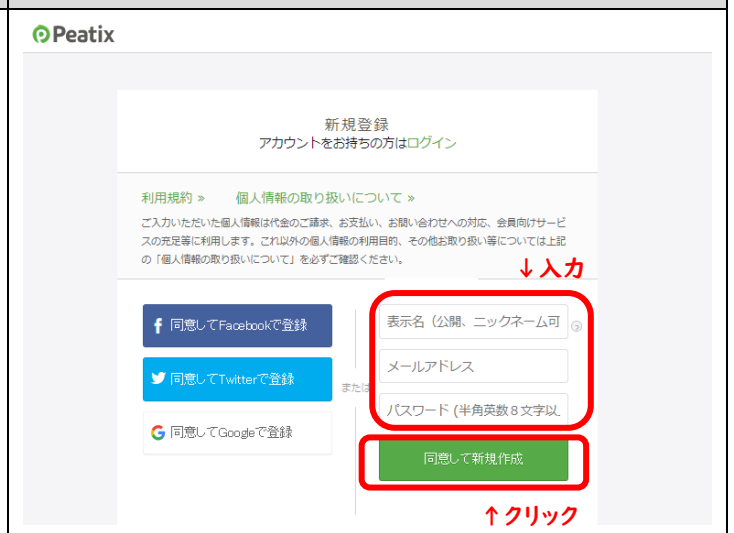 Peatix
新規登録
アカウントをお持ちの方はログイン
利用規約 » 個人情報の取り扱いについて »
ご入力いただいた個人情報は代金のご請求、お支払い、お問い合わせへの対応、会員向けサービ
スの充足等に利用します。これ以外の個人情報の利用目的、その他お取り扱い等については上記
の「個人情報の取り扱いについて」を必ずご確認ください。
↓入力
同意してFacebookで登録
同意してTwitterで登録
同意してGoogleで登録
または
表示名（公開、ニックネーム可
メールアドレス
パスワード (半角英数８文字以
同意して新規作成
↑クリック